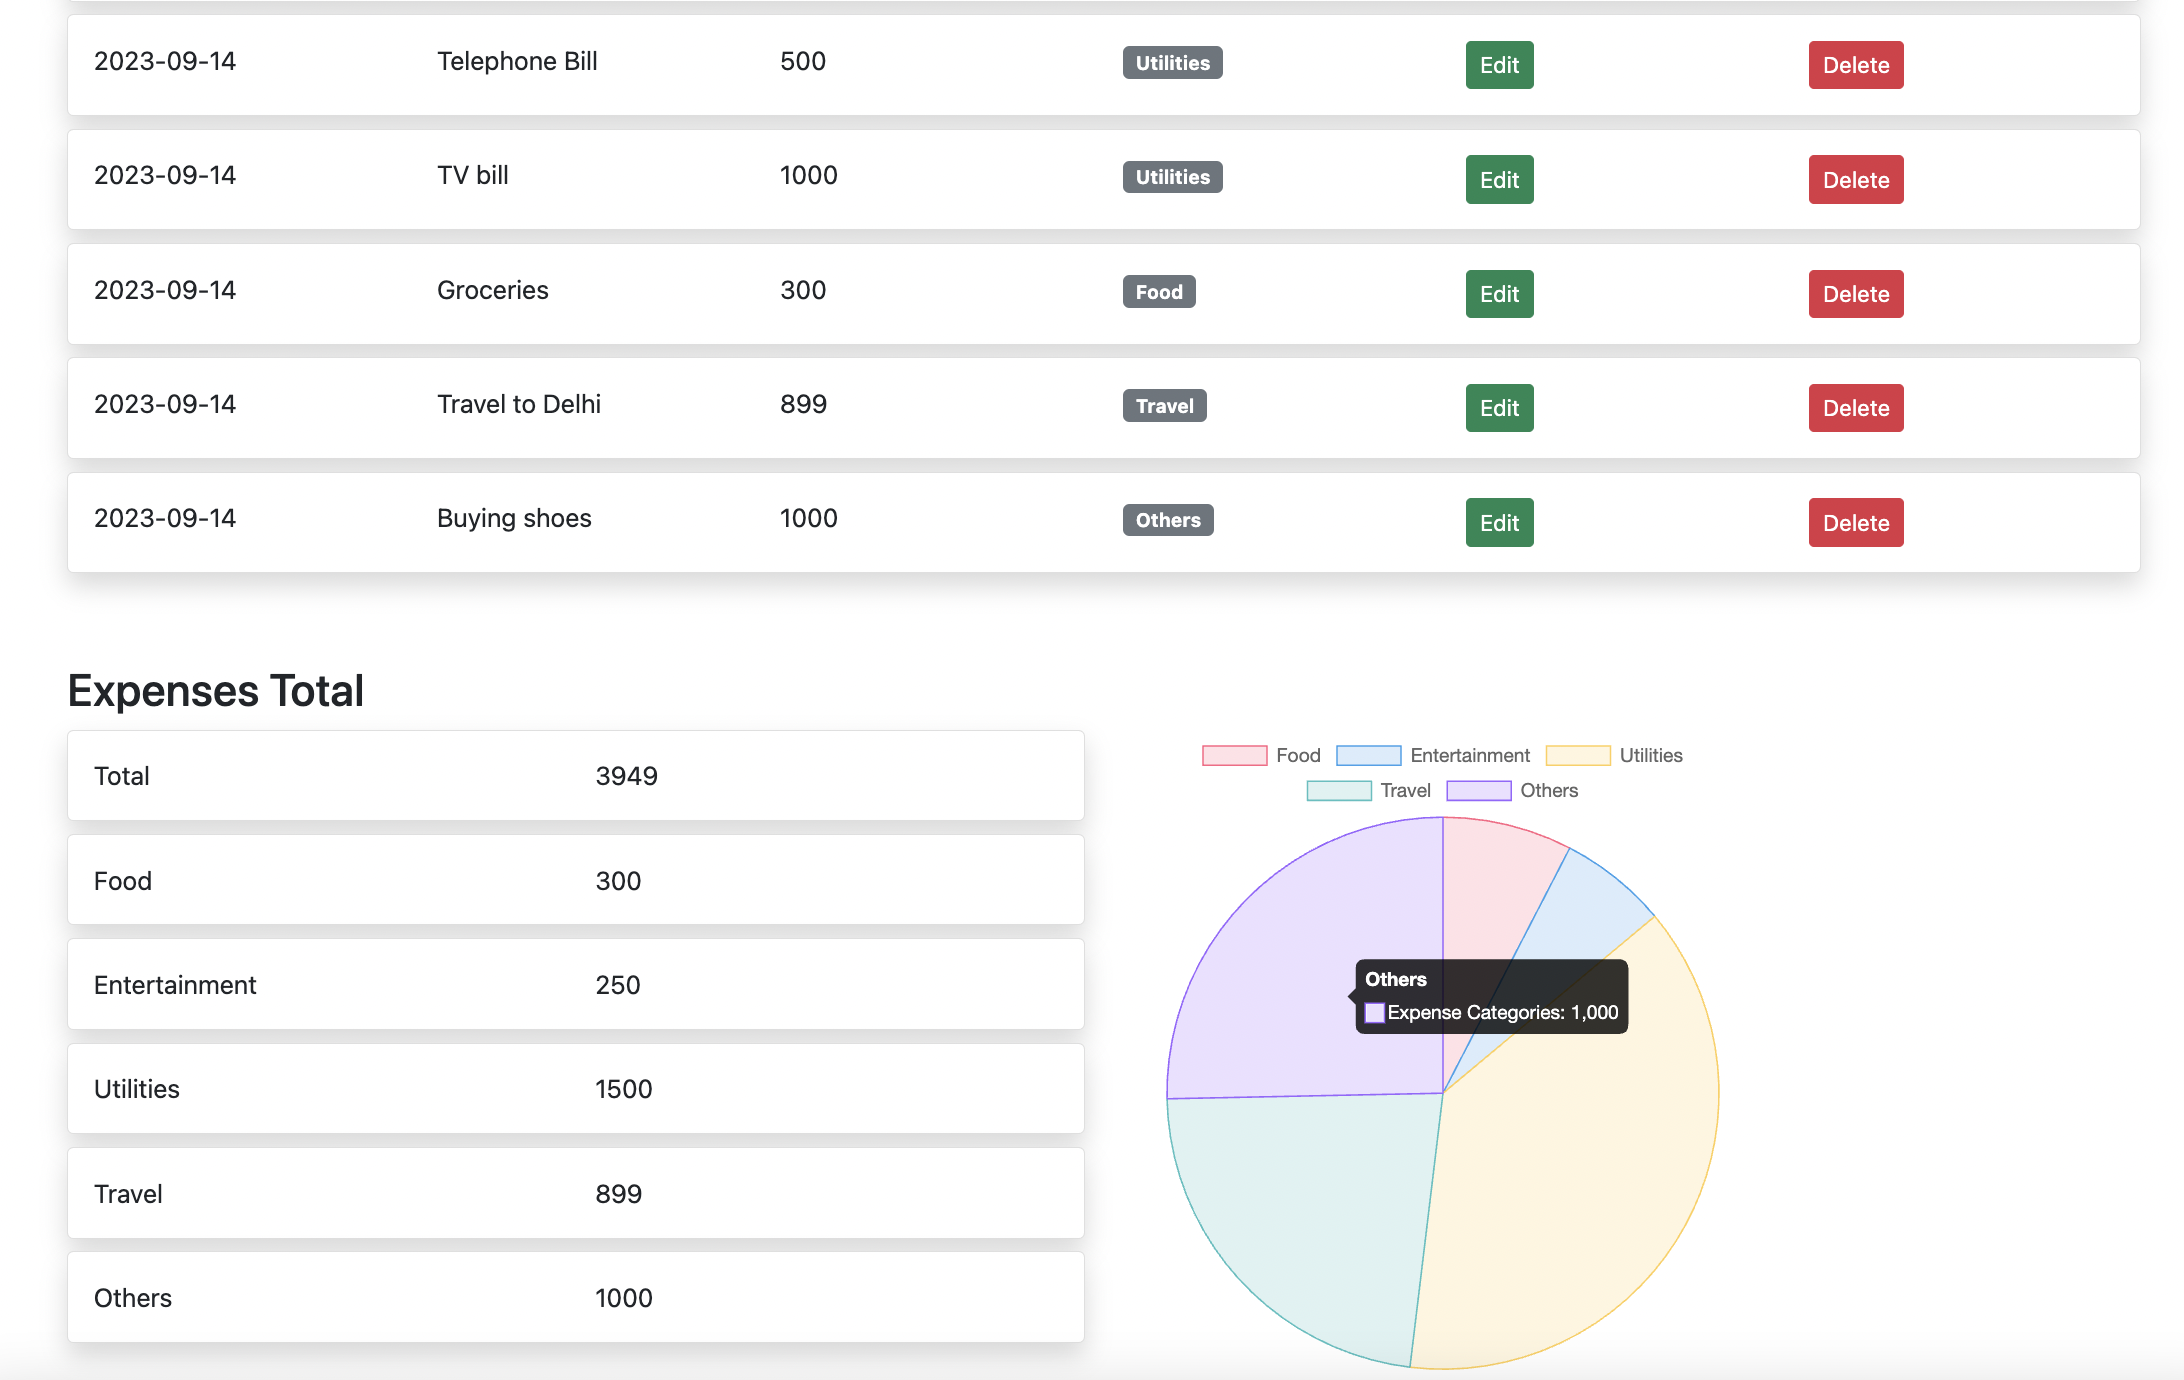 2023-09-14 Telephone Bill 500 Utilities Edit Delete
2023-09-14 TV bill 1000 Utilities Edit Delete
2023-09-14 Groceries 300 Food Edit Delete
2023-09-14 Travel to Delhi 899 Travel Edit Delete
2023-09-14 Buying shoes 1000 Others Edit Delete
Expenses Total
Total 3949
Food 300
Entertainment 250
Utilities 1500
Travel 899
Others 1000
Food Entertainment Utilities
Travel Others
Others
Expense Categories: 1,000